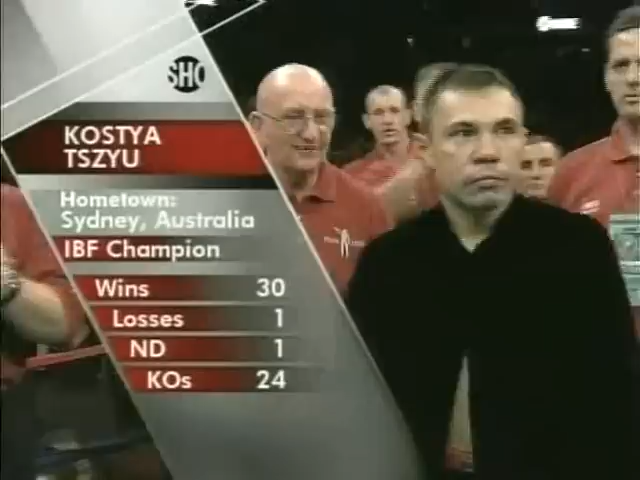 SHO
KOSTYA
TSZYU
Hometown:
Sydney, Australia
IBF Champion
Wins 30
Losses 1
ND 1
KOs 24